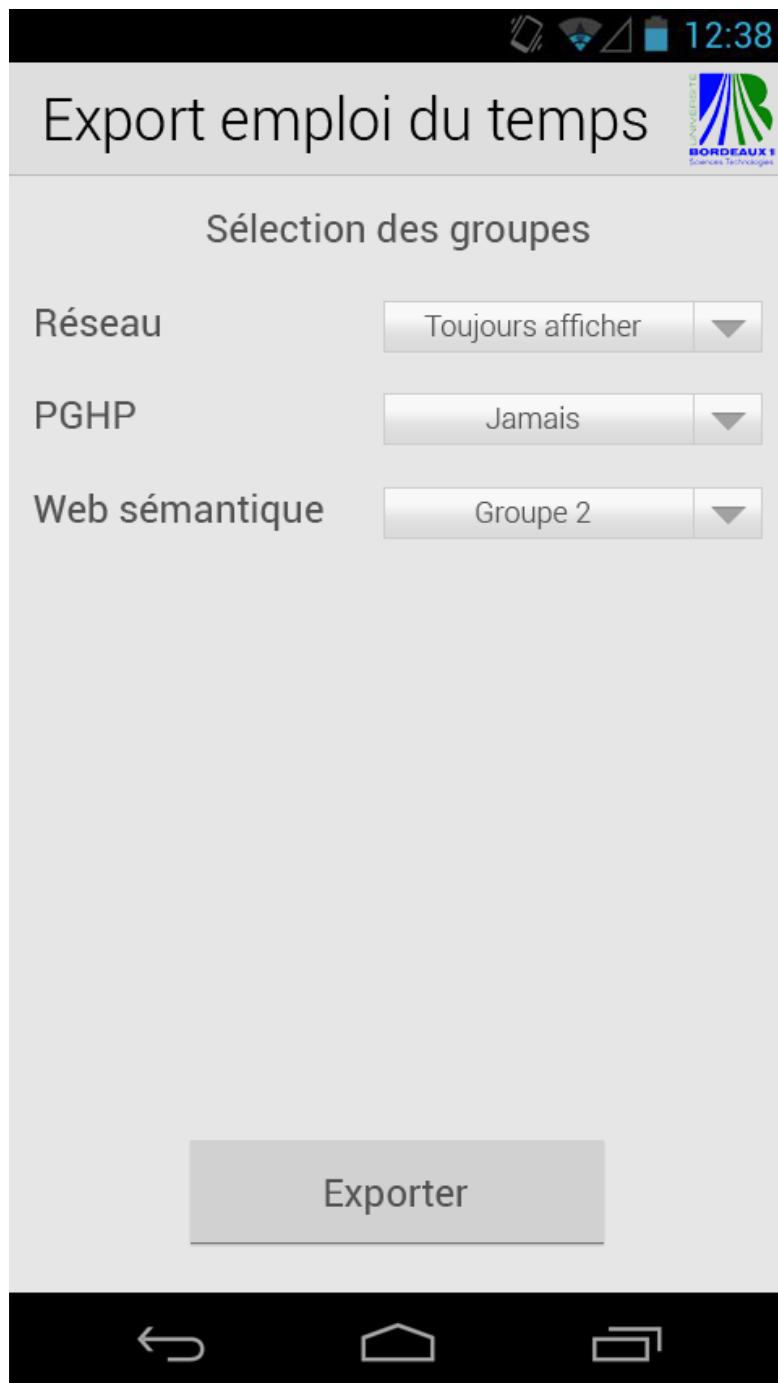 12:38
Export emploi du temps
UNIVERSITE
BORDEAUX 1
Sciences Technologies
Sélection des groupes
Réseau
Toujours afficher
PGHP
Jamais
Web sémantique
Groupe 2
Exporter